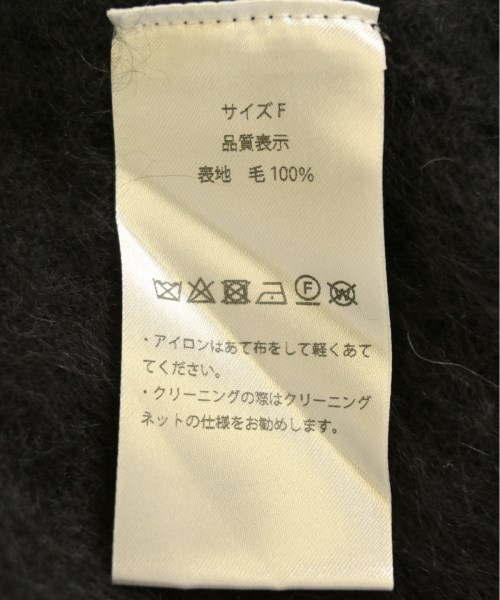 サイズ F
品質表示
表地　毛 100%
F W
・アイロンはあて布をして軽くあて
てください。
・クリーニングの際はクリーニング
ネットの仕様をお勧めします。